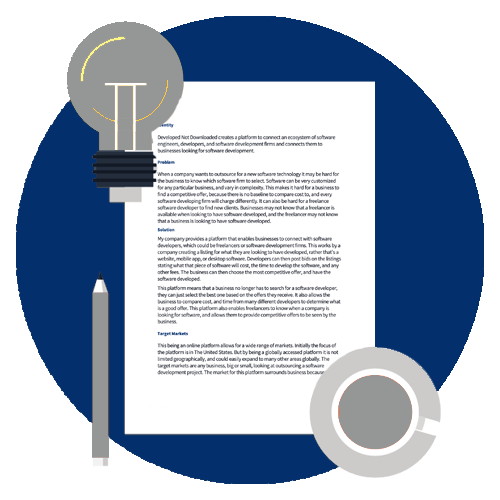 entity
Developed Not Downloaded creates a platform to connect an ecosystem of software
engineers, developers, and software development firms and connects them to
businesses looking for software development.
Problem
When a company wants to outsource for a new software technology it may be hard for
the business to know which software firm to select. Software can be very customized
for any particular business, and vary in complexity. This makes it hard for a business to
find a competitive offer, because there is no baseline to compare cost to, and every
software developing firm will charge differently. It can also be hard for a freelance
software developer to find new clients. Businesses may not know that a freelance is
available when looking to have software developed, and the freelancer may not know
that a business is looking to have software developed.
Solution
My company provides a platform that enables businesses to connect with software
developers, which could be freelancers or software development firms. This works by a
company creating a listing for what they are looking to have developed, rather that's a
website, mobile app, or desktop software. Developers can then post bids on the listings
stating what that piece of software will cost, the time to develop the software, and any
other fees. The business can then choose the most competitive offer, and have the
software developed.
This platform means that a business no longer has to search for a software developer,
they can just select the best one based on the offers they receive. It also allows the
business to compare cost, and time from many different developers to determine what
is a good offer. This platform also enables freelancers to know when a company is
looking for software, and allows them to provide competitive offers to be seen by the
business.
Target Markets
This being an online platform allows for a wide range of markets. Initially the focus of
the platform is in The United States. But by being a globally accessed platform it is not
limited geographically, and could easily expand to many other areas globally. The
target markets are any business, big or small, looking at outsourcing a software
development project. The market for this platform surrounds business because